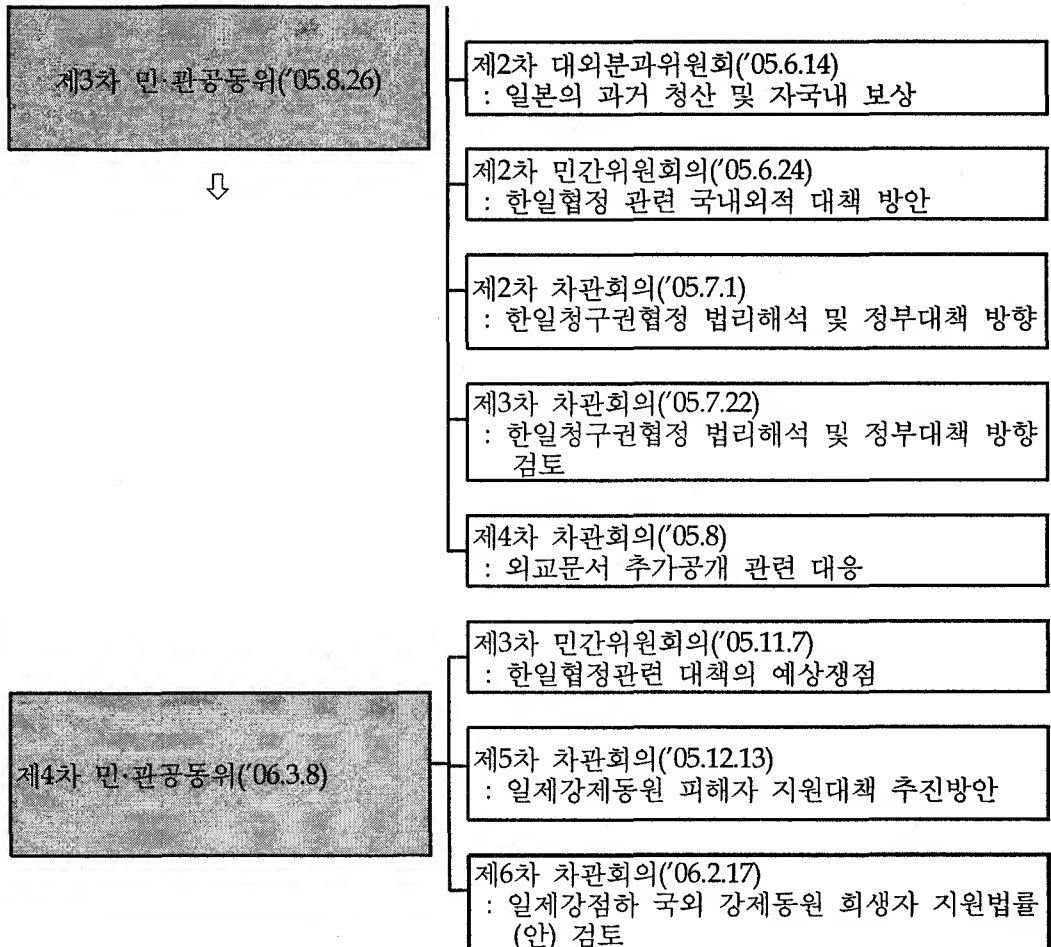 제3차 민·관공동위('05.8.26)
제2차 대외분과위원회('05.6.14)
: 일본의 과거 청산 및 자국내 보상
제2차 민간위원회의('05.6.24)
: 한일협정 관련 국내외적 대책 방안
제2차 차관회의('05.7.1)
: 한일청구권협정 법리해석 및 정부대책 방향
제3차 차관회의('05.7.22)
: 한일청구권협정 법리해석 및 정부대책 방향
검토
제4차 차관회의('05.8)
: 외교문서 추가공개 관련 대응
제4차 민·관공동위('06.3.8)
제3차 민간위원회의('05.11.7)
: 한일협정관련 대책의 예상쟁점
제5차 차관회의('05.12.13)
: 일제강제동원 피해자 지원대책 추진방안
제6차 차관회의('06.2.17)
: 일제강점하 국외 강제동원 희생자 지원법률
(안) 검토